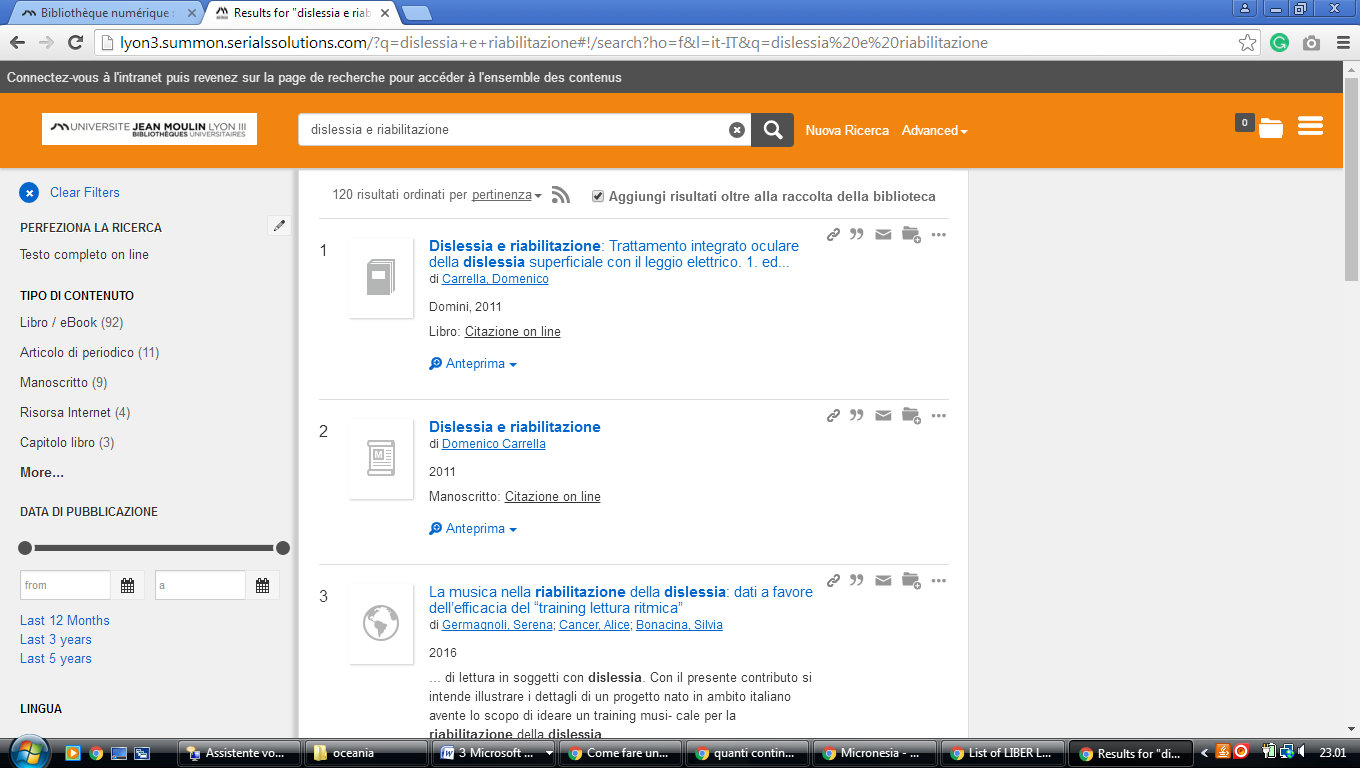 Bibliothèque numérique
Results for "dislessia e riab
lyon3.summon.serialssolutions.com/?q=dislessia+e+riabilitazione#!/search?ho=f&l=it-IT&q=dislessia%20e%20riabilitazione
Connectez-vous à l'intranet puis revenez sur la page de recherche pour accéder à l'ensemble des contenus
UNIVERSITE JEAN MOULIN LYON III
BIBLIOTHÈQUES UNIVERSITAIRES
dislessia e riabilitazione
Nuova Ricerca
Advanced
0
Clear Filters
PERFEZIONA LA RICERCA
Testo completo on line
TIPO DI CONTENUTO
Libro / eBook (92)
Articolo di periodico (11)
Manoscritto (9)
Risorsa Internet (4)
Capitolo libro (3)
More...
DATA DI PUBBLICAZIONE
from
a
Last 12 Months
Last 3 years
Last 5 years
LINGUA
120 risultati ordinati per pertinenza
Aggiungi risultati oltre alla raccolta della biblioteca
1
Dislessia e riabilitazione: Trattamento integrato oculare
della dislessia superficiale con il leggio elettrico. 1. ed...
di Carrella, Domenico
Domini, 2011
Libro: Citazione on line
Anteprima
2
M
Dislessia e riabilitazione
di Domenico Carrella
2011
Manoscritto: Citazione on line
Anteprima
3
La musica nella riabilitazione della dislessia: dati a favore
dell'efficacia del “training lettura ritmica”
di Germagnoli, Serena; Cancer, Alice; Bonacina, Silvia
2016
... di lettura in soggetti con dislessia. Con il presente contributo si
intende illustrare i dettagli di un progetto nato in ambito italiano
avente lo scopo di ideare un training musi- cale per la
riabilitazione della dislessia
Assistente vo...
oceania
3 Microsoft ...
Come fare un...
quanti contin...
Micronesia - ...
List of LIBER L...
Results for "di...
23.01